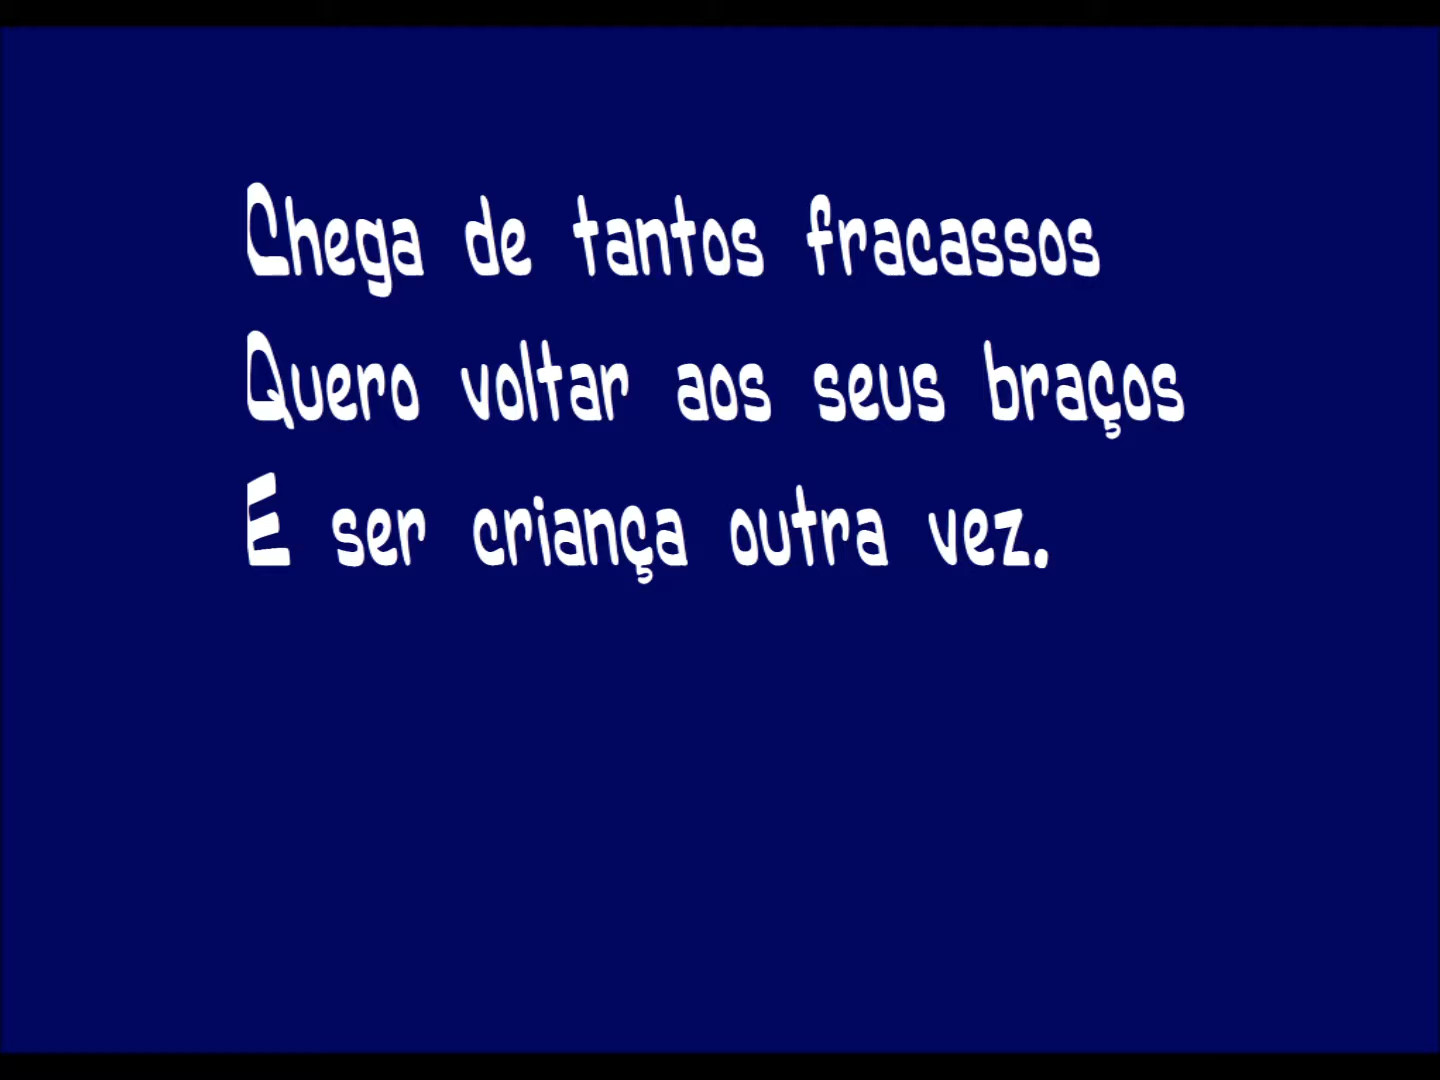 Chega de tantos fracassos
Quero voltar aos seus braços
E ser criança outra vez.